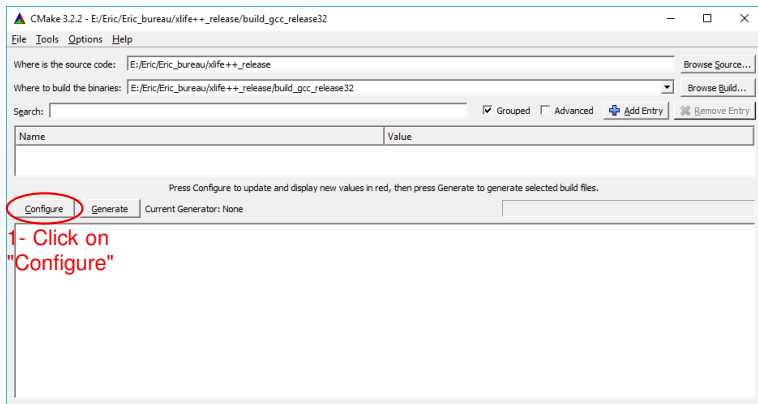 CMake 3.2.2 - E:/Eric/Eric_bureau/xlife++_release/build_gcc_release32
File Tools Options Help
Where is the source code: E:/Eric/Eric_bureau/xlife++_release Browse Source...
Where to build the binaries: E:/Eric/Eric_bureau/xlife++_release/build_gcc_release32 Browse Build...
Search: Grouped Advanced Add Entry Remove Entry
Name Value
Press Configure to update and display new values in red, then press Generate to generate selected build files.
Configure Generate Current Generator: None
1- Click on
"Configure"